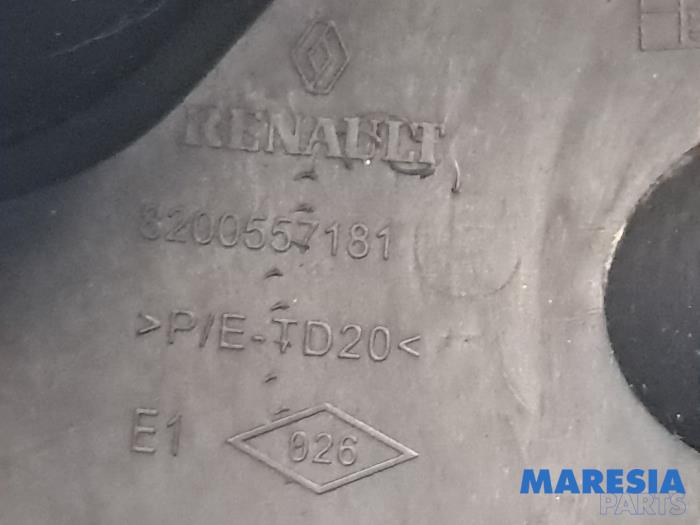 RENAULT
8200557181
>P/E-TD20<
E1 026
MARESIA
PARTS